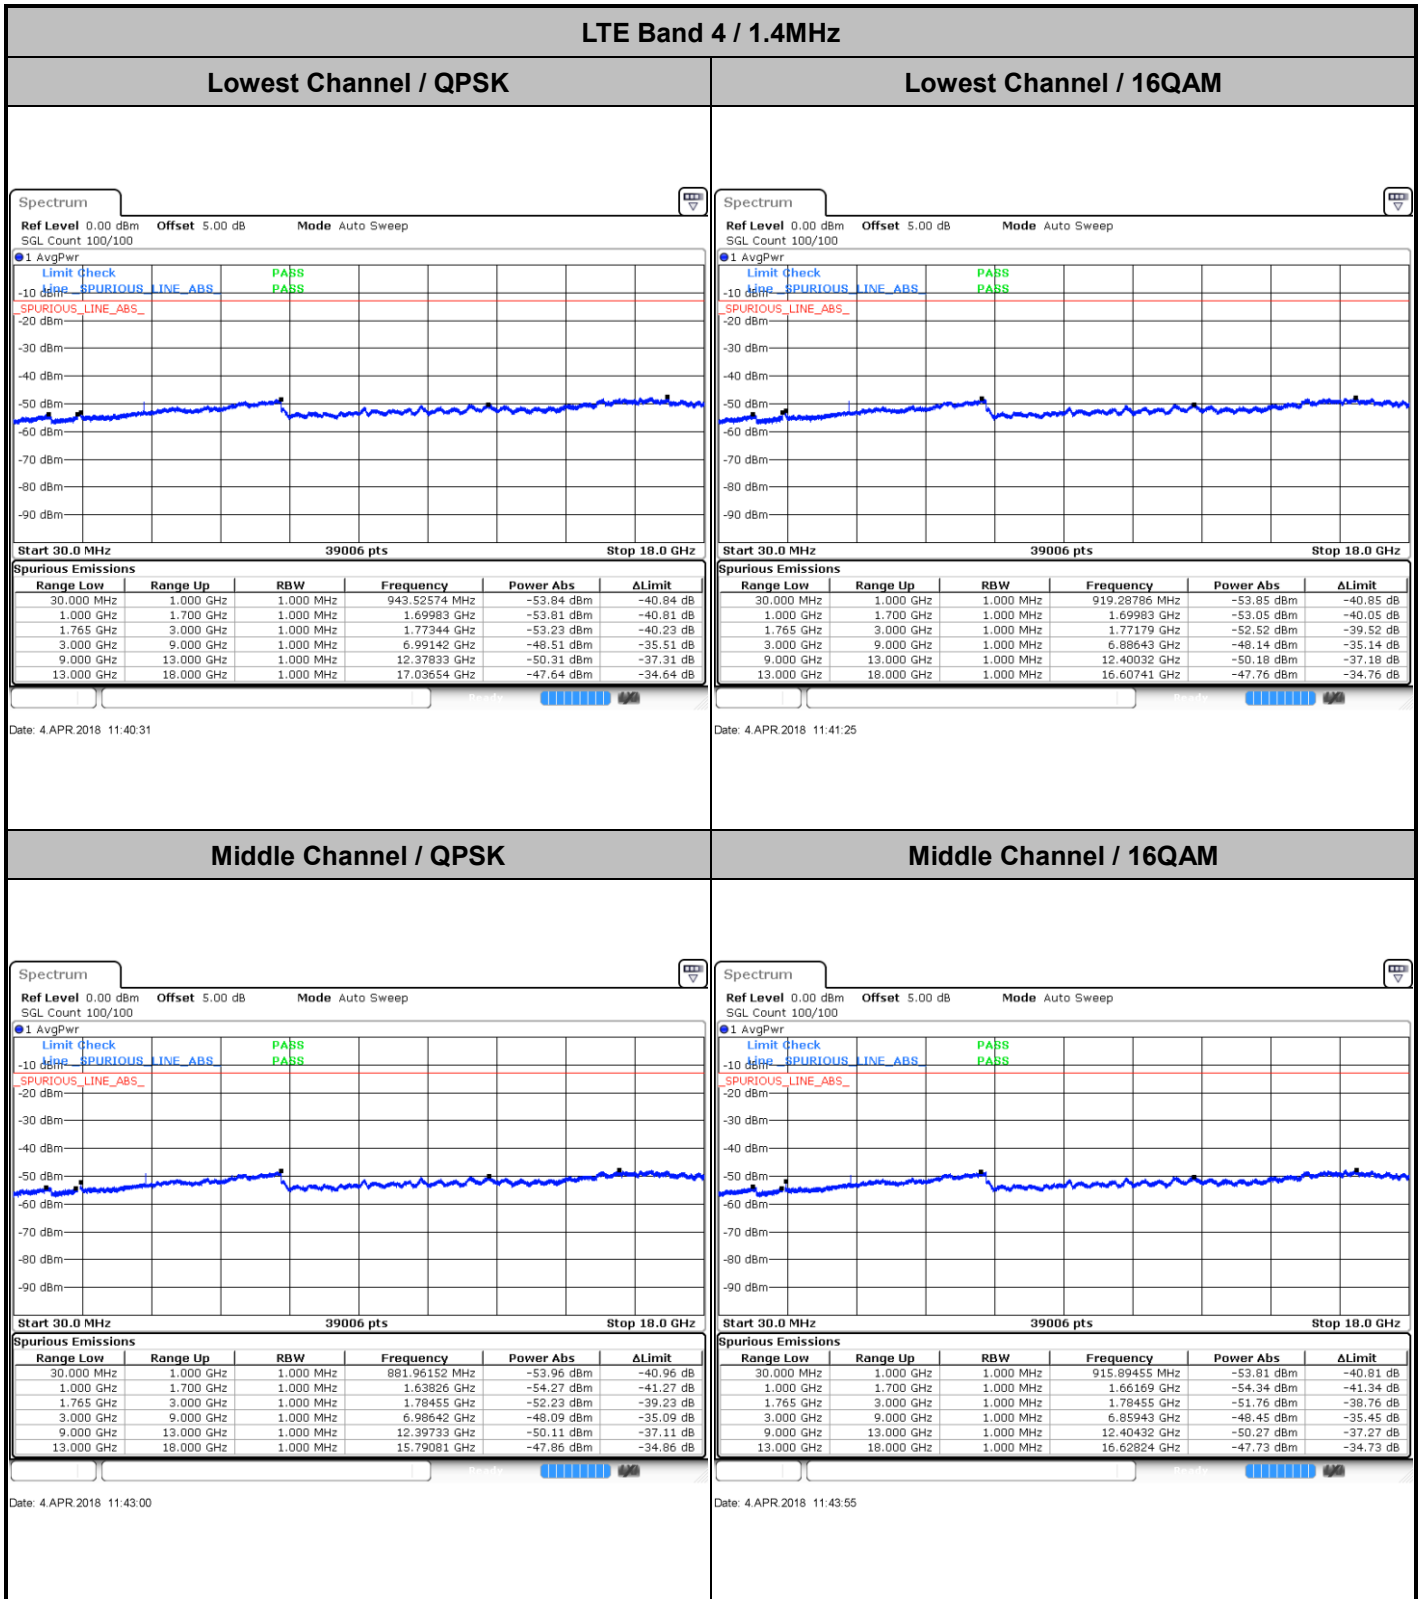 LTE Band 4 / 1.4MHz
Lowest Channel / QPSK
Lowest Channel / 16QAM
Spectrum
Ref Level 0.00 dBm Offset 5.00 dB Mode Auto Sweep
SGL Count 100/100
1 AvgPwr
Limit Check PASS
Line _SPURIOUS_LINE_ABS_ PASS
-10 dBm
_SPURIOUS_LINE_ABS_
-20 dBm
-30 dBm
-40 dBm
-50 dBm
-60 dBm
-70 dBm
-80 dBm
-90 dBm
Start 30.0 MHz 39006 pts Stop 18.0 GHz
Spurious Emissions
Range Low Range Up RBW Frequency Power Abs ΔLimit
30.000 MHz 1.000 GHz 1.000 MHz 943.52574 MHz -53.84 dBm -40.84 dB
1.000 GHz 1.700 GHz 1.000 MHz 1.69983 GHz -53.81 dBm -40.81 dB
1.765 GHz 3.000 GHz 1.000 MHz 1.77344 GHz -53.23 dBm -40.23 dB
3.000 GHz 9.000 GHz 1.000 MHz 6.99142 GHz -48.51 dBm -35.51 dB
9.000 GHz 13.000 GHz 1.000 MHz 12.37833 GHz -50.31 dBm -37.31 dB
13.000 GHz 18.000 GHz 1.000 MHz 17.03654 GHz -47.64 dBm -34.64 dB
Date: 4.APR.2018 11:40:31
Spectrum
Ref Level 0.00 dBm Offset 5.00 dB Mode Auto Sweep
SGL Count 100/100
1 AvgPwr
Limit Check PASS
Line _SPURIOUS_LINE_ABS_ PASS
-10 dBm
_SPURIOUS_LINE_ABS_
-20 dBm
-30 dBm
-40 dBm
-50 dBm
-60 dBm
-70 dBm
-80 dBm
-90 dBm
Start 30.0 MHz 39006 pts Stop 18.0 GHz
Spurious Emissions
Range Low Range Up RBW Frequency Power Abs ΔLimit
30.000 MHz 1.000 GHz 1.000 MHz 919.28786 MHz -53.85 dBm -40.85 dB
1.000 GHz 1.700 GHz 1.000 MHz 1.69983 GHz -53.05 dBm -40.05 dB
1.765 GHz 3.000 GHz 1.000 MHz 1.77179 GHz -52.52 dBm -39.52 dB
3.000 GHz 9.000 GHz 1.000 MHz 6.88643 GHz -48.14 dBm -35.14 dB
9.000 GHz 13.000 GHz 1.000 MHz 12.40032 GHz -50.18 dBm -37.18 dB
13.000 GHz 18.000 GHz 1.000 MHz 16.60741 GHz -47.76 dBm -34.76 dB
Date: 4.APR.2018 11:41:25
Middle Channel / QPSK
Middle Channel / 16QAM
Spectrum
Ref Level 0.00 dBm Offset 5.00 dB Mode Auto Sweep
SGL Count 100/100
1 AvgPwr
Limit Check PASS
Line _SPURIOUS_LINE_ABS_ PASS
-10 dBm
_SPURIOUS_LINE_ABS_
-20 dBm
-30 dBm
-40 dBm
-50 dBm
-60 dBm
-70 dBm
-80 dBm
-90 dBm
Start 30.0 MHz 39006 pts Stop 18.0 GHz
Spurious Emissions
Range Low Range Up RBW Frequency Power Abs ΔLimit
30.000 MHz 1.000 GHz 1.000 MHz 881.96152 MHz -53.96 dBm -40.96 dB
1.000 GHz 1.700 GHz 1.000 MHz 1.63826 GHz -54.27 dBm -41.27 dB
1.765 GHz 3.000 GHz 1.000 MHz 1.78455 GHz -52.23 dBm -39.23 dB
3.000 GHz 9.000 GHz 1.000 MHz 6.98642 GHz -48.09 dBm -35.09 dB
9.000 GHz 13.000 GHz 1.000 MHz 12.39733 GHz -50.11 dBm -37.11 dB
13.000 GHz 18.000 GHz 1.000 MHz 15.79081 GHz -47.86 dBm -34.86 dB
Date: 4.APR.2018 11:43:00
Spectrum
Ref Level 0.00 dBm Offset 5.00 dB Mode Auto Sweep
SGL Count 100/100
1 AvgPwr
Limit Check PASS
Line _SPURIOUS_LINE_ABS_ PASS
-10 dBm
_SPURIOUS_LINE_ABS_
-20 dBm
-30 dBm
-40 dBm
-50 dBm
-60 dBm
-70 dBm
-80 dBm
-90 dBm
Start 30.0 MHz 39006 pts Stop 18.0 GHz
Spurious Emissions
Range Low Range Up RBW Frequency Power Abs ΔLimit
30.000 MHz 1.000 GHz 1.000 MHz 915.89455 MHz -53.81 dBm -40.81 dB
1.000 GHz 1.700 GHz 1.000 MHz 1.66169 GHz -54.34 dBm -41.34 dB
1.765 GHz 3.000 GHz 1.000 MHz 1.78455 GHz -51.76 dBm -38.76 dB
3.000 GHz 9.000 GHz 1.000 MHz 6.85943 GHz -48.45 dBm -35.45 dB
9.000 GHz 13.000 GHz 1.000 MHz 12.40432 GHz -50.27 dBm -37.27 dB
13.000 GHz 18.000 GHz 1.000 MHz 16.62824 GHz -47.73 dBm -34.73 dB
Date: 4.APR.2018 11:43:55